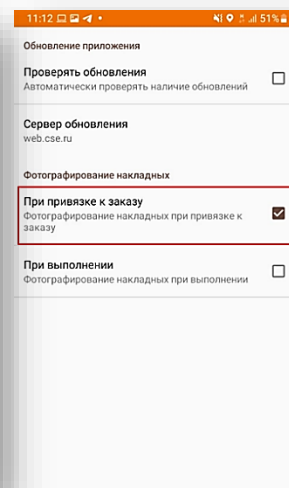 11:12 51%
Обновление приложения
Проверять обновления
Автоматически проверять наличие обновлений
Сервер обновления
web.cse.ru
Фотографирование накладных
При привязке к заказу
Фотографирование накладных при привязке к
заказу
При выполнении
Фотографирование накладных при выполнении